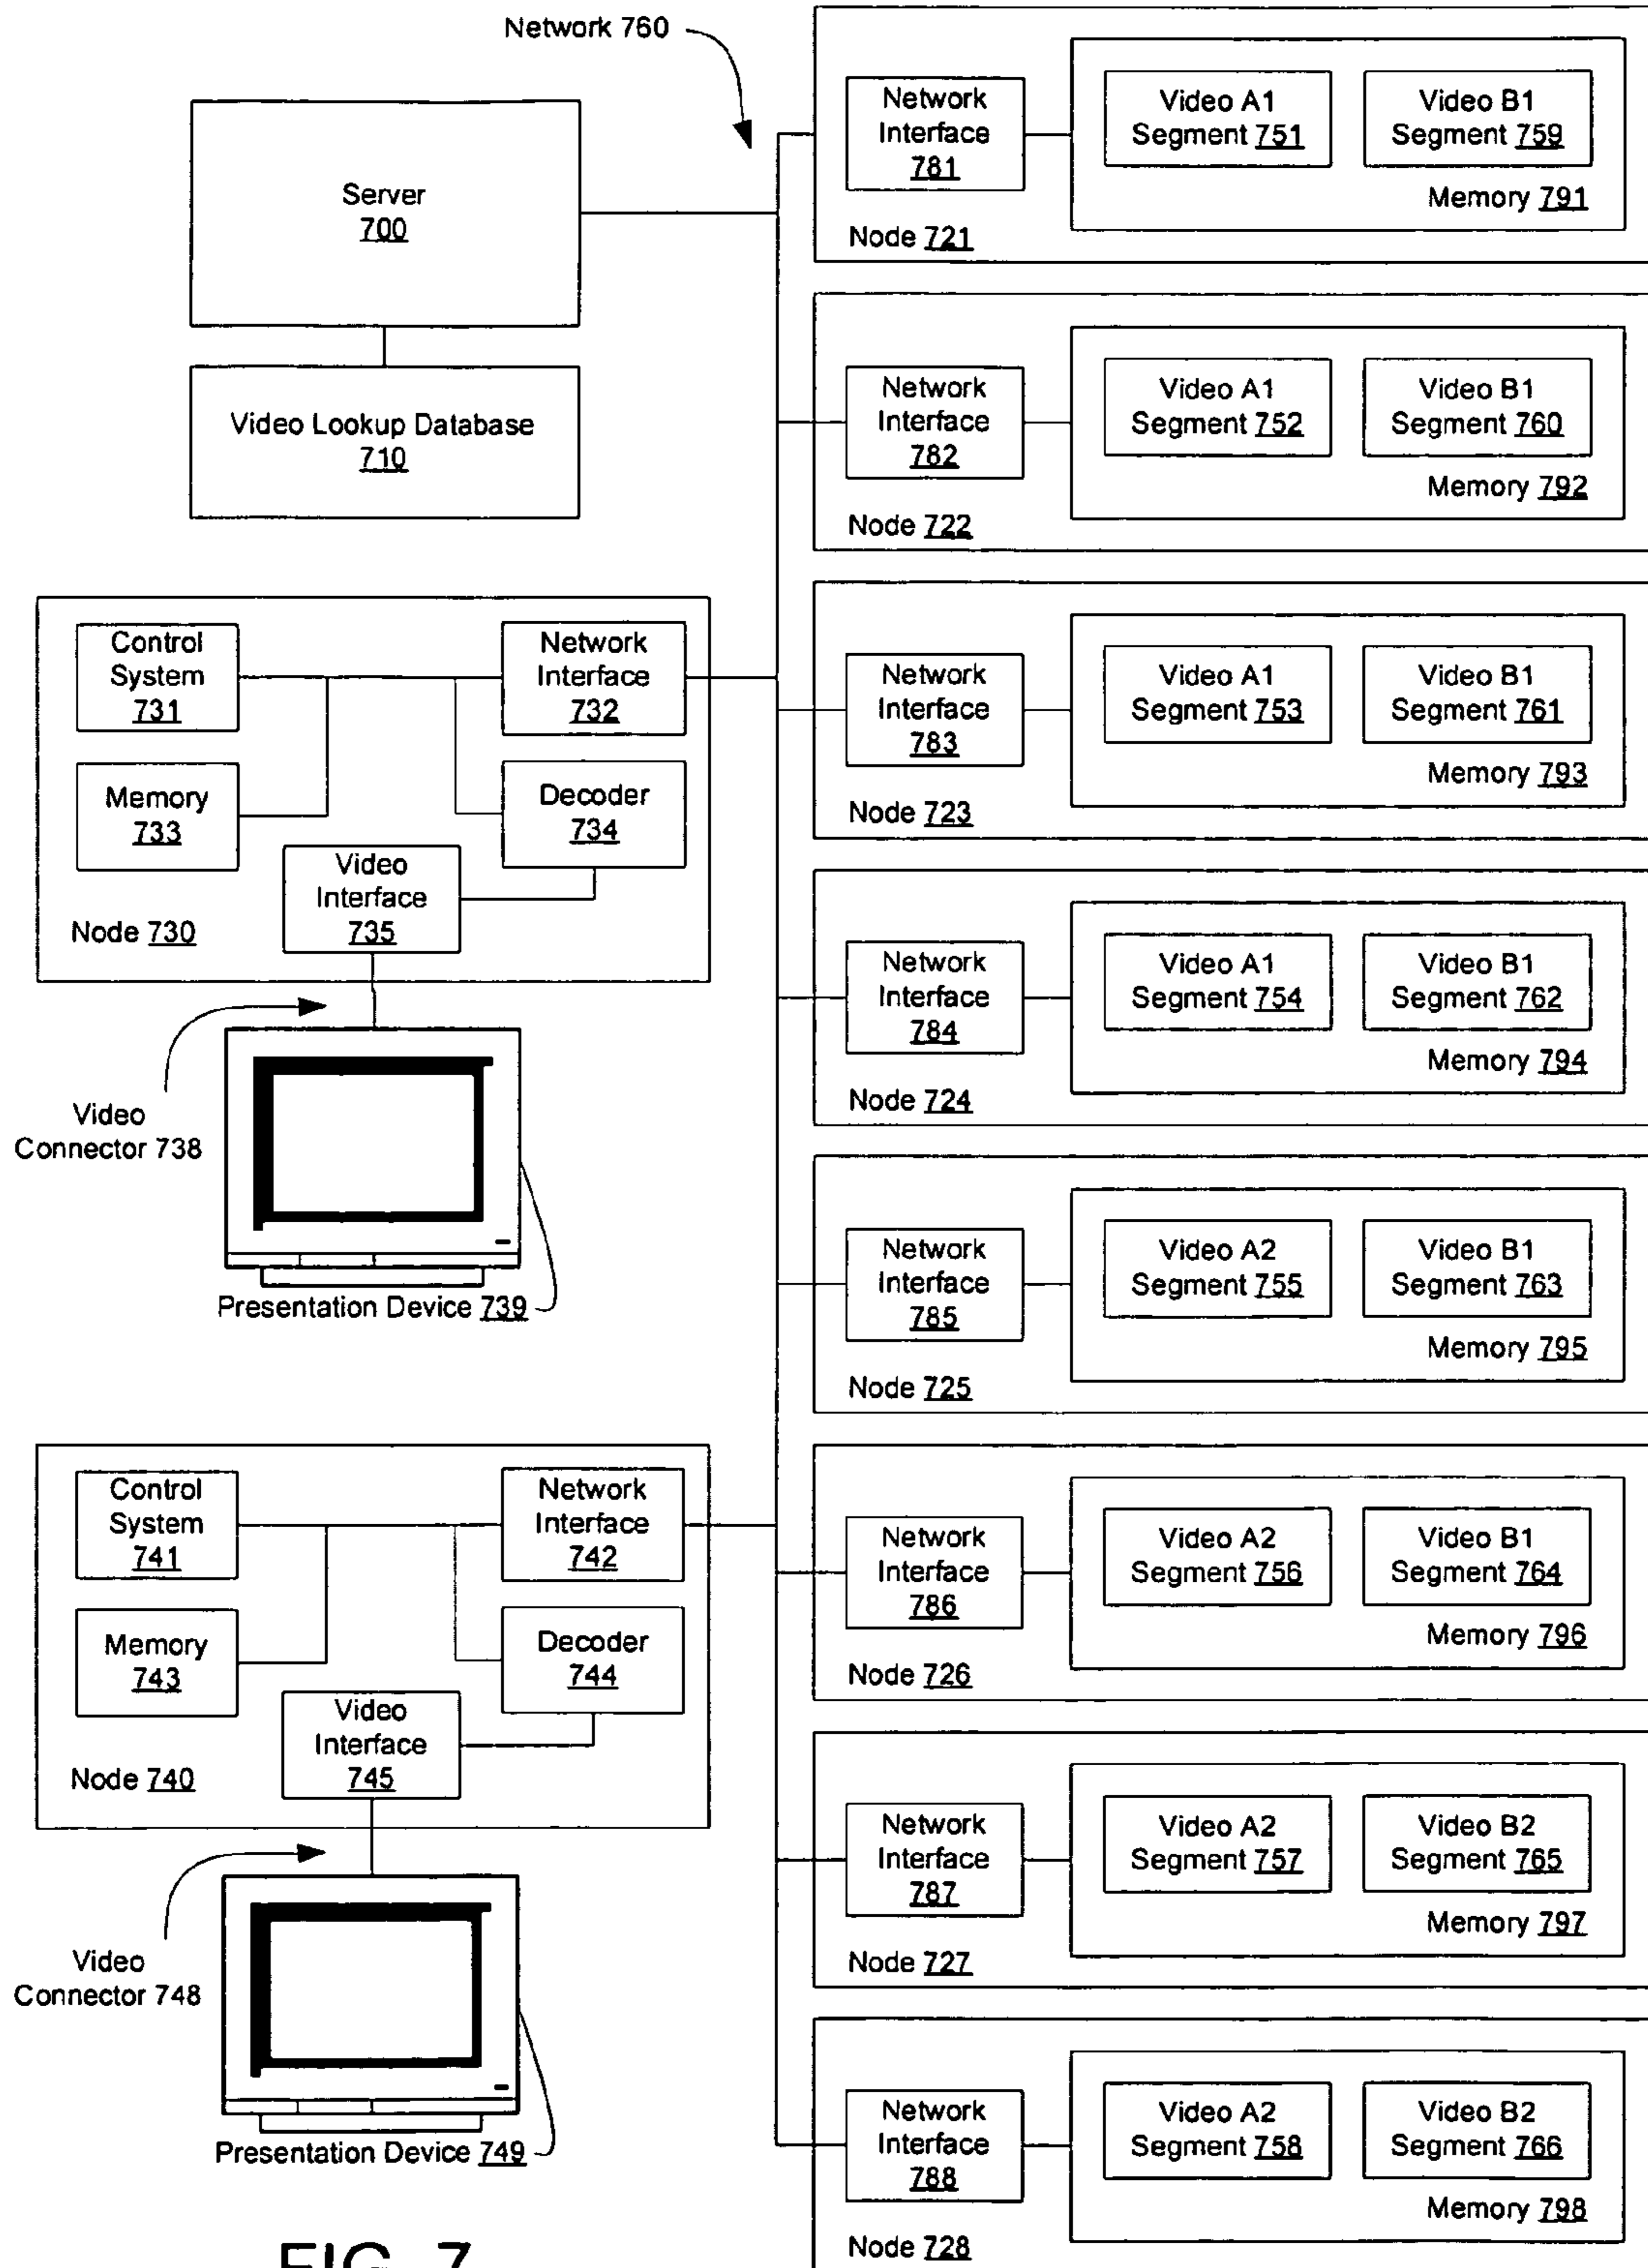 Network 760
Server
700
Video Lookup Database
710
Control
System
731
Network
Interface
732
Memory
733
Decoder
734
Video
Interface
735
Node 730
Video
Connector 738
Presentation Device 739
Control
System
741
Network
Interface
742
Memory
743
Decoder
744
Video
Interface
745
Node 740
Video
Connector 748
Presentation Device 749
FIG. 7
Network
Interface
781
Video A1
Segment 751
Video B1
Segment 759
Memory 791
Node 721
Network
Interface
782
Video A1
Segment 752
Video B1
Segment 760
Memory 792
Node 722
Network
Interface
783
Video A1
Segment 753
Video B1
Segment 761
Memory 793
Node 723
Network
Interface
784
Video A1
Segment 754
Video B1
Segment 762
Memory 794
Node 724
Network
Interface
785
Video A2
Segment 755
Video B1
Segment 763
Memory 795
Node 725
Network
Interface
786
Video A2
Segment 756
Video B1
Segment 764
Memory 796
Node 726
Network
Interface
787
Video A2
Segment 757
Video B2
Segment 765
Memory 797
Node 727
Network
Interface
788
Video A2
Segment 758
Video B2
Segment 766
Memory 798
Node 728